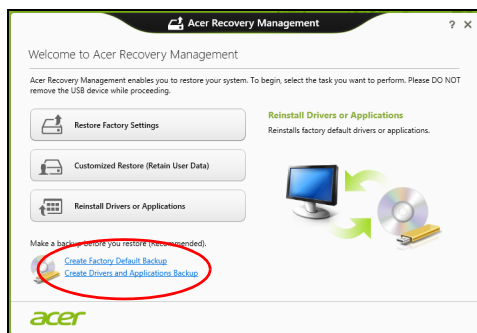 Acer Recovery Management
? X
Welcome to Acer Recovery Management
Acer Recovery Management enables you to restore your system. To begin, select the task you want to perform. Please DO NOT
remove the USB device while proceeding.
Restore Factory Settings
Customized Restore (Retain User Data)
Reinstall Drivers or Applications
Reinstall Drivers or Applications
Reinstalls factory default drivers or applications.
Make a backup before you restore (Recommended).
Create Factory Default Backup
Create Drivers and Applications Backup
acer